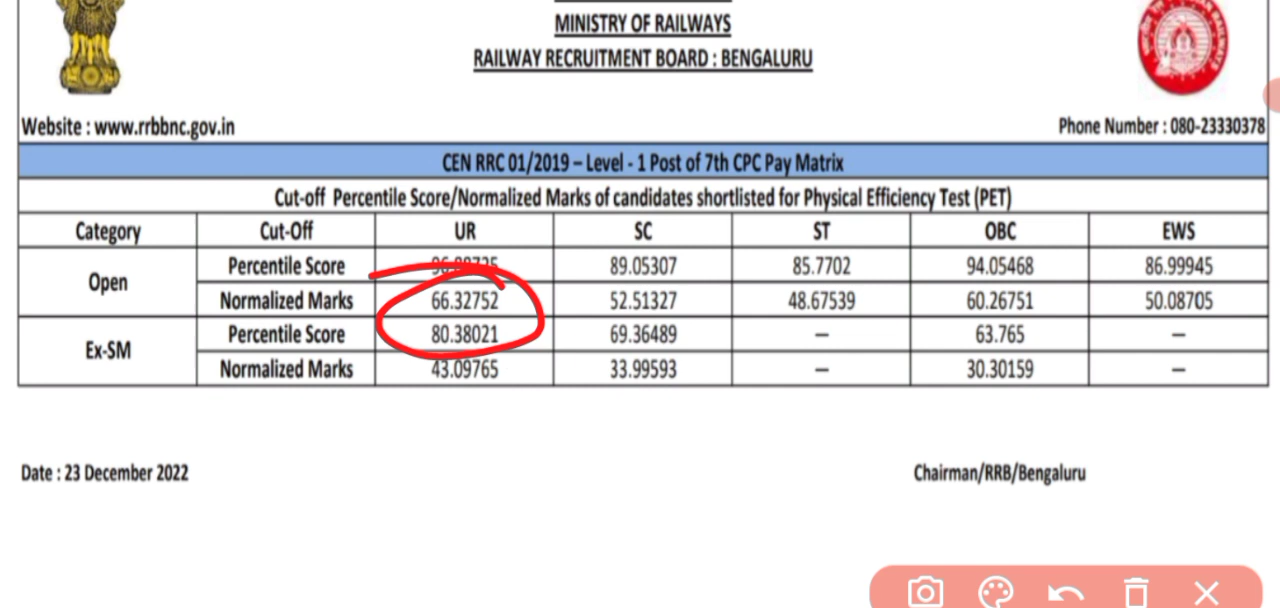 MINISTRY OF RAILWAYS
RAILWAY RECRUITMENT BOARD : BENGALURU
Website : www.rrbbnc.gov.in Phone Number : 080-23330378
CEN RRC 01/2019 – Level - 1 Post of 7th CPC Pay Matrix
Cut-off Percentile Score/Normalized Marks of candidates shortlisted for Physical Efficiency Test (PET)
Category Cut-Off UR SC ST OBC EWS
Open Percentile Score 89.05307 85.7702 94.05468 86.99945
Normalized Marks 66.32752 52.51327 48.67539 60.26751 50.08705
Ex-SM Percentile Score 80.38021 69.36489 – 63.765 –
Normalized Marks 43.09765 33.99593 – 30.30159 –
Date : 23 December 2022 Chairman/RRB/Bengaluru